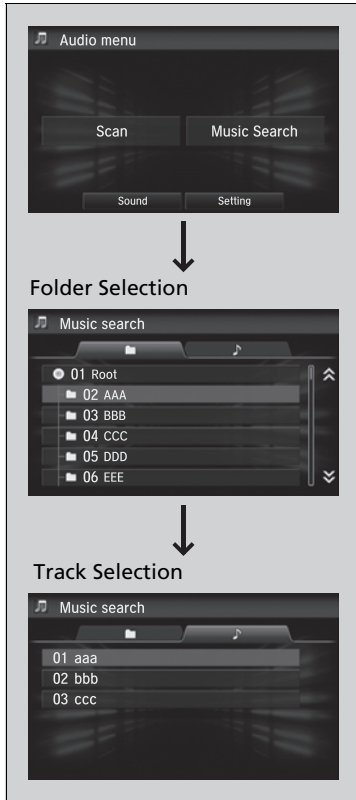 Audio menu
Scan Music Search
Sound Setting
Folder Selection
Music search
01 Root
02 AAA
03 BBB
04 CCC
05 DDD
06 EEE
Track Selection
Music search
01 aaa
02 bbb
03 ccc